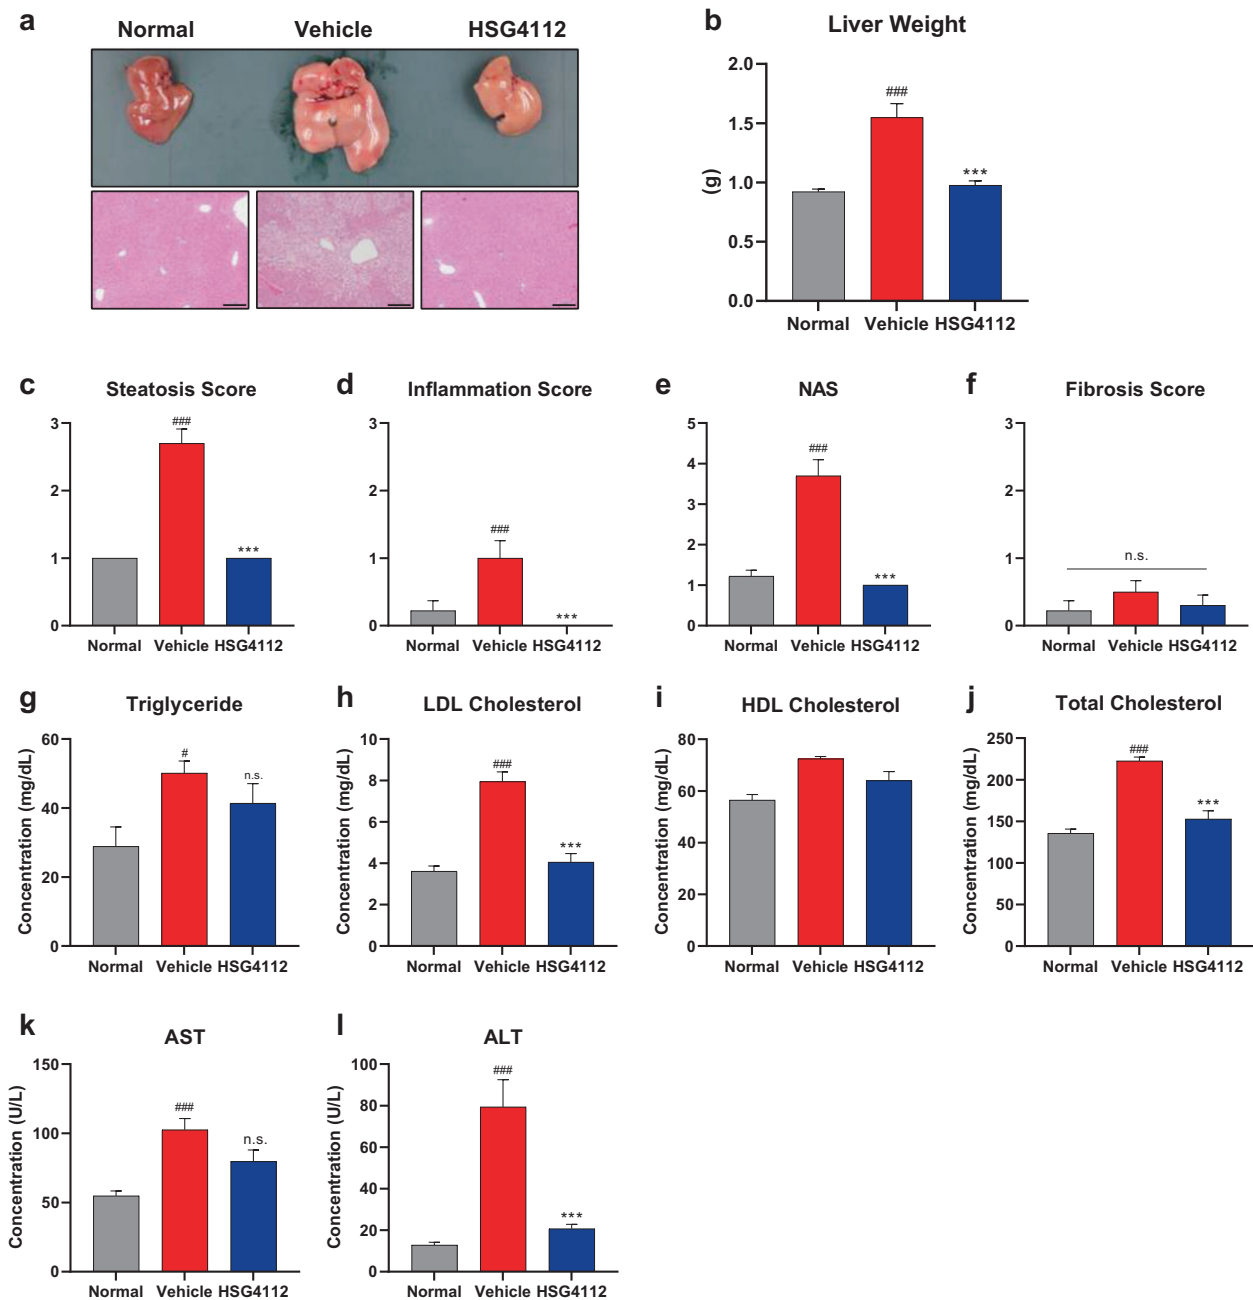 a
Normal Vehicle HSG4112
b
Liver Weight
2.0
1.5
1.0
0.5
0.0
(g)
###
***
Normal Vehicle HSG4112
c
Steatosis Score
3
2
1
0
###
***
Normal Vehicle HSG4112
d
Inflammation Score
3
2
1
0
###
***
Normal Vehicle HSG4112
e
NAS
5
4
3
2
1
0
###
***
Normal Vehicle HSG4112
f
Fibrosis Score
3
2
1
0
n.s.
Normal Vehicle HSG4112
g
Triglyceride
Concentration (mg/dL)
60
40
20
0
#
n.s.
Normal Vehicle HSG4112
h
LDL Cholesterol
Concentration (mg/dL)
10
8
6
4
2
0
###
***
Normal Vehicle HSG4112
i
HDL Cholesterol
Concentration (mg/dL)
80
60
40
20
0
Normal Vehicle HSG4112
j
Total Cholesterol
Concentration (mg/dL)
250
200
150
100
50
0
###
***
Normal Vehicle HSG4112
k
AST
Concentration (U/L)
150
100
50
0
###
n.s.
Normal Vehicle HSG4112
l
ALT
Concentration (U/L)
100
80
60
40
20
0
###
***
Normal Vehicle HSG4112